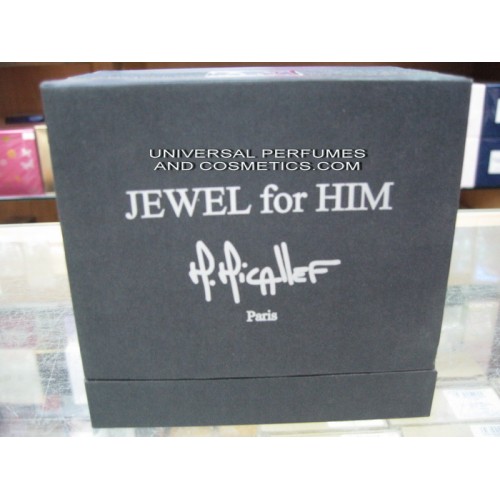 UNIVERSAL PERFUMES
AND COSMETICS.COM
JEWEL for HIM
M. Micallef
Paris